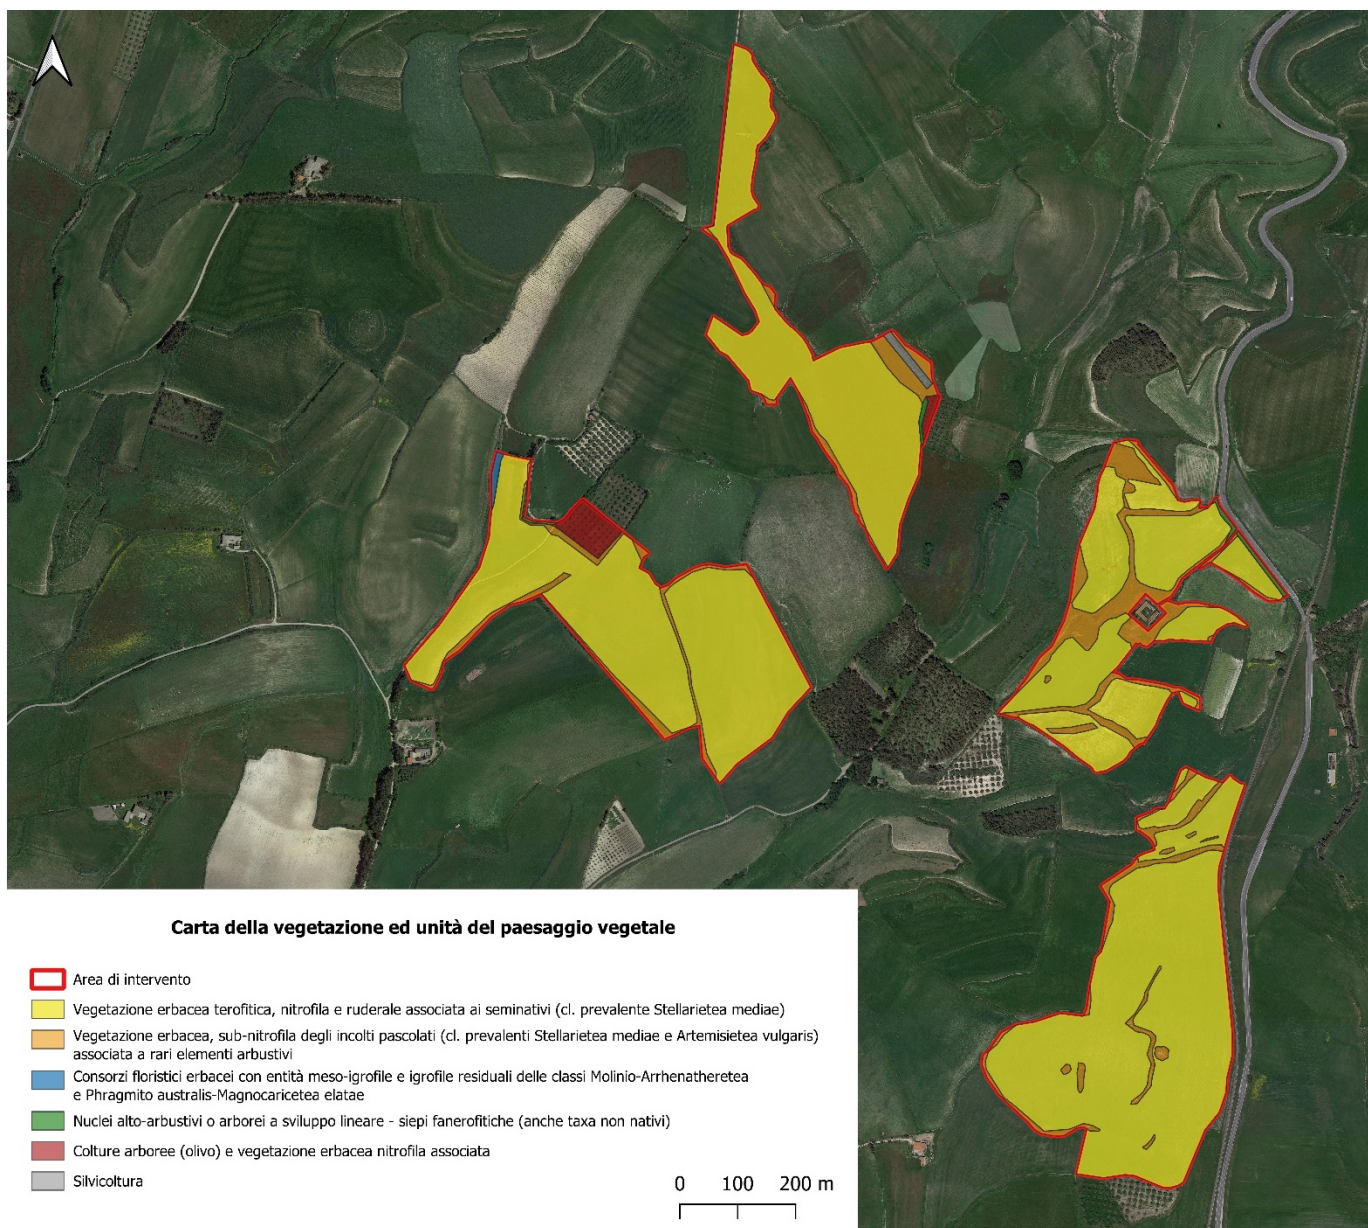 Carta della vegetazione ed unità del paesaggio vegetale
Area di intervento
Vegetazione erbacea terofitica, nitrofila e ruderale associata ai seminativi (cl. prevalente Stellarietea mediae)
Vegetazione erbacea, sub-nitrofila degli incolti pascolati (cl. prevalenti Stellarietea mediae e Artemisietea vulgaris)
associata a rari elementi arbustivi
Consorzi floristici erbacei con entità meso-igrofile e igrofile residuali delle classi Molinio-Arrhenatheretea
e Phragmito australis-Magnocaricetea elatae
Nuclei alto-arbustivi o arborei a sviluppo lineare - siepi fanerofitiche (anche taxa non nativi)
Colture arboree (olivo) e vegetazione erbacea nitrofila associata
Silvicoltura
0 100 200 m